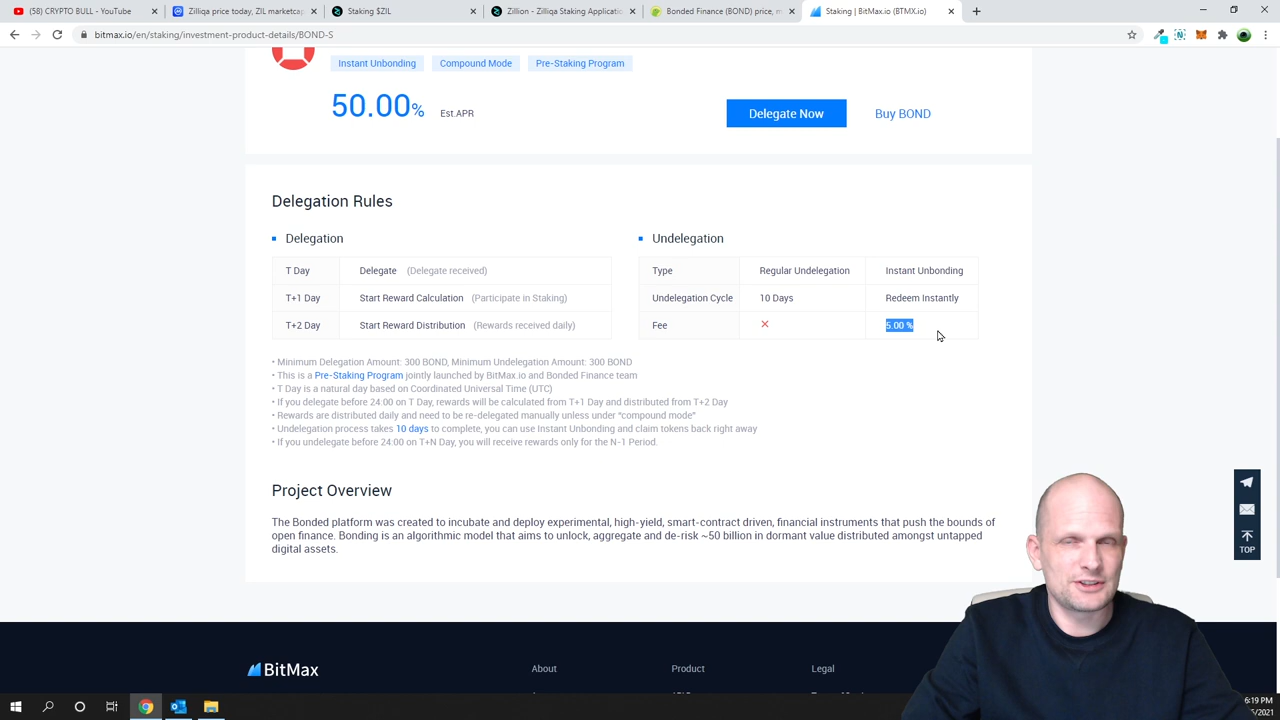 (58) CRYPTO BULL - YouTube
Zilliqa price today, ZIL marketcap
Staking $ZIL
Zillion - Zilliqa Staking Applicatio
Bonded Finance (BOND) price, m
Staking | BitMax.io (BTMX.io)
bitmax.io/en/staking/investment-product-details/BOND-S
Instant Unbonding
Compound Mode
Pre-Staking Program
50.00% Est.APR
Delegate Now
Buy BOND
Delegation Rules
Delegation
T Day Delegate (Delegate received)
T+1 Day Start Reward Calculation (Participate in Staking)
T+2 Day Start Reward Distribution (Rewards received daily)
Undelegation
Type Regular Undelegation Instant Unbonding
Undelegation Cycle 10 Days Redeem Instantly
Fee 5.00 %
• Minimum Delegation Amount: 300 BOND, Minimum Undelegation Amount: 300 BOND
• This is a Pre-Staking Program jointly launched by BitMax.io and Bonded Finance team
• T Day is a natural day based on Coordinated Universal Time (UTC)
• If you delegate before 24:00 on T Day, rewards will be calculated from T+1 Day and distributed from T+2 Day
• Rewards are distributed daily and need to be re-delegated manually unless under “compound mode”
• Undelegation process takes 10 days to complete, you can use Instant Unbonding and claim tokens back right away
• If you undelegate before 24:00 on T+N Day, you will receive rewards only for the N-1 Period.
Project Overview
The Bonded platform was created to incubate and deploy experimental, high-yield, smart-contract driven, financial instruments that push the bounds of
open finance. Bonding is an algorithmic model that aims to unlock, aggregate and de-risk ~50 billion in dormant value distributed amongst untapped
digital assets.
TOP
BitMax
About
Product
Legal
6:19 PM
/2021